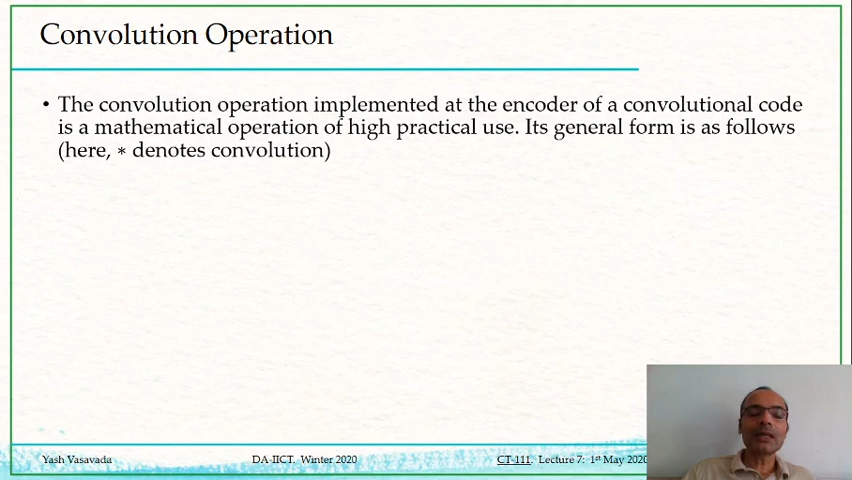 Convolution Operation
• The convolution operation implemented at the encoder of a convolutional code
is a mathematical operation of high practical use. Its general form is as follows
(here, ∗ denotes convolution)
Yash Vasavada DA-IICT, Winter 2020 CT-111, Lecture 7: 1st May 2020